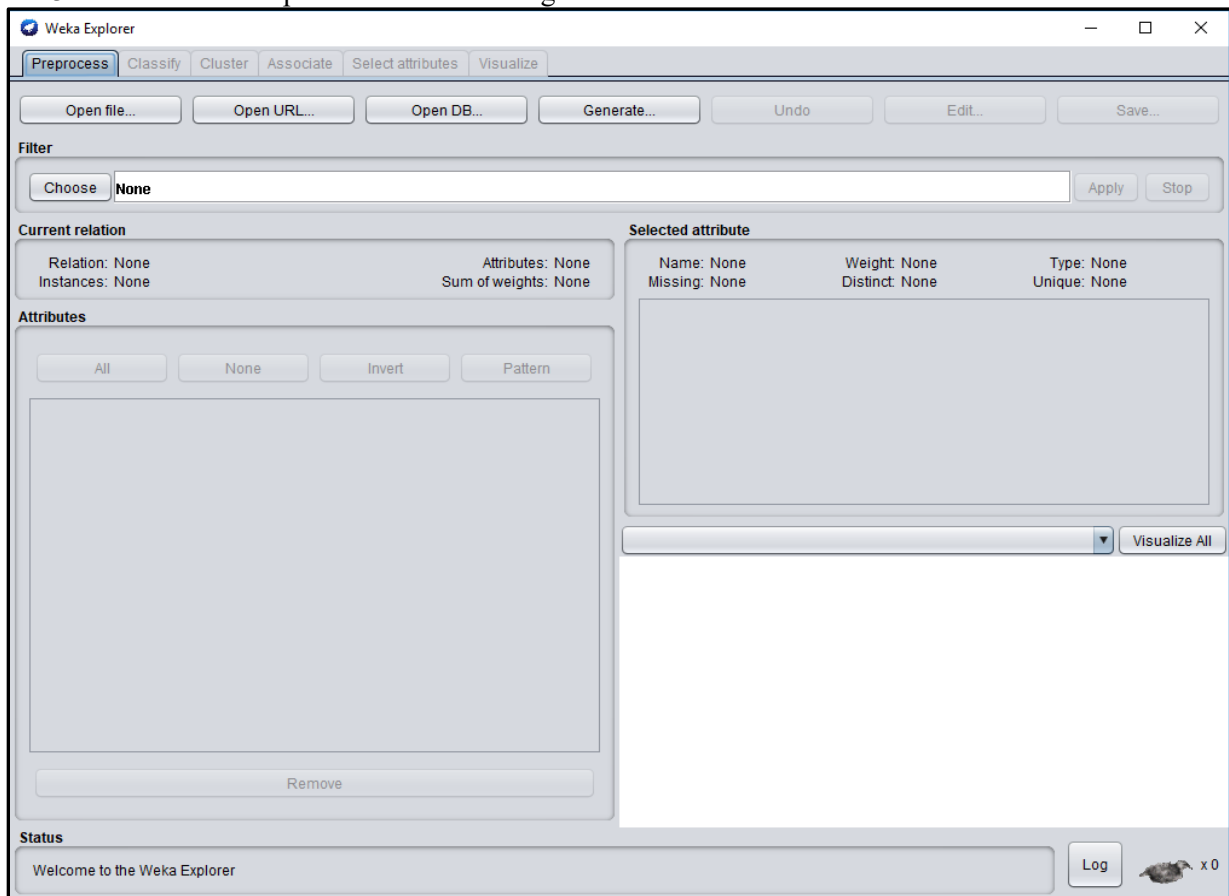 Weka Explorer
Preprocess Classify Cluster Associate Select attributes Visualize
Open file... Open URL... Open DB... Generate... Undo Edit... Save...
Filter
Choose None Apply Stop
Current relation
Relation: None Attributes: None
Instances: None Sum of weights: None
Selected attribute
Name: None Weight: None Type: None
Missing: None Distinct: None Unique: None
Attributes
All None Invert Pattern
Remove
Visualize All
Status
Welcome to the Weka Explorer
Log x 0